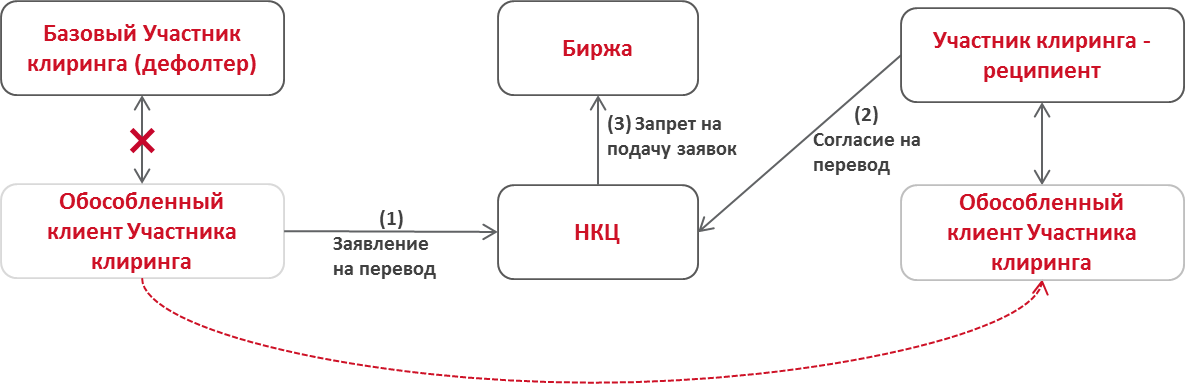 Базовый Участник
клиринга (дефолтер)
Биржа
Участник клиринга -
реципиент
(3) Запрет на
подачу заявок
(2)
Согласие на
перевод
Обособленный
клиент Участника
клиринга
(1)
Заявление
на перевод
НКЦ
Обособленный
клиент Участника
клиринга